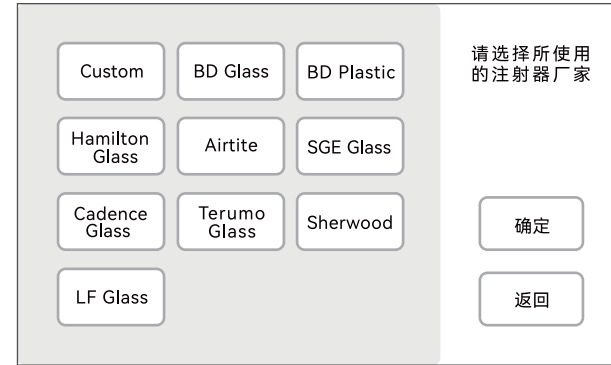 Custom
BD Glass
BD Plastic
Hamilton
Glass
Airtite
SGE Glass
Cadence
Glass
Terumo
Glass
Sherwood
LF Glass
请选择所使用
的注射器厂家
确定
返回